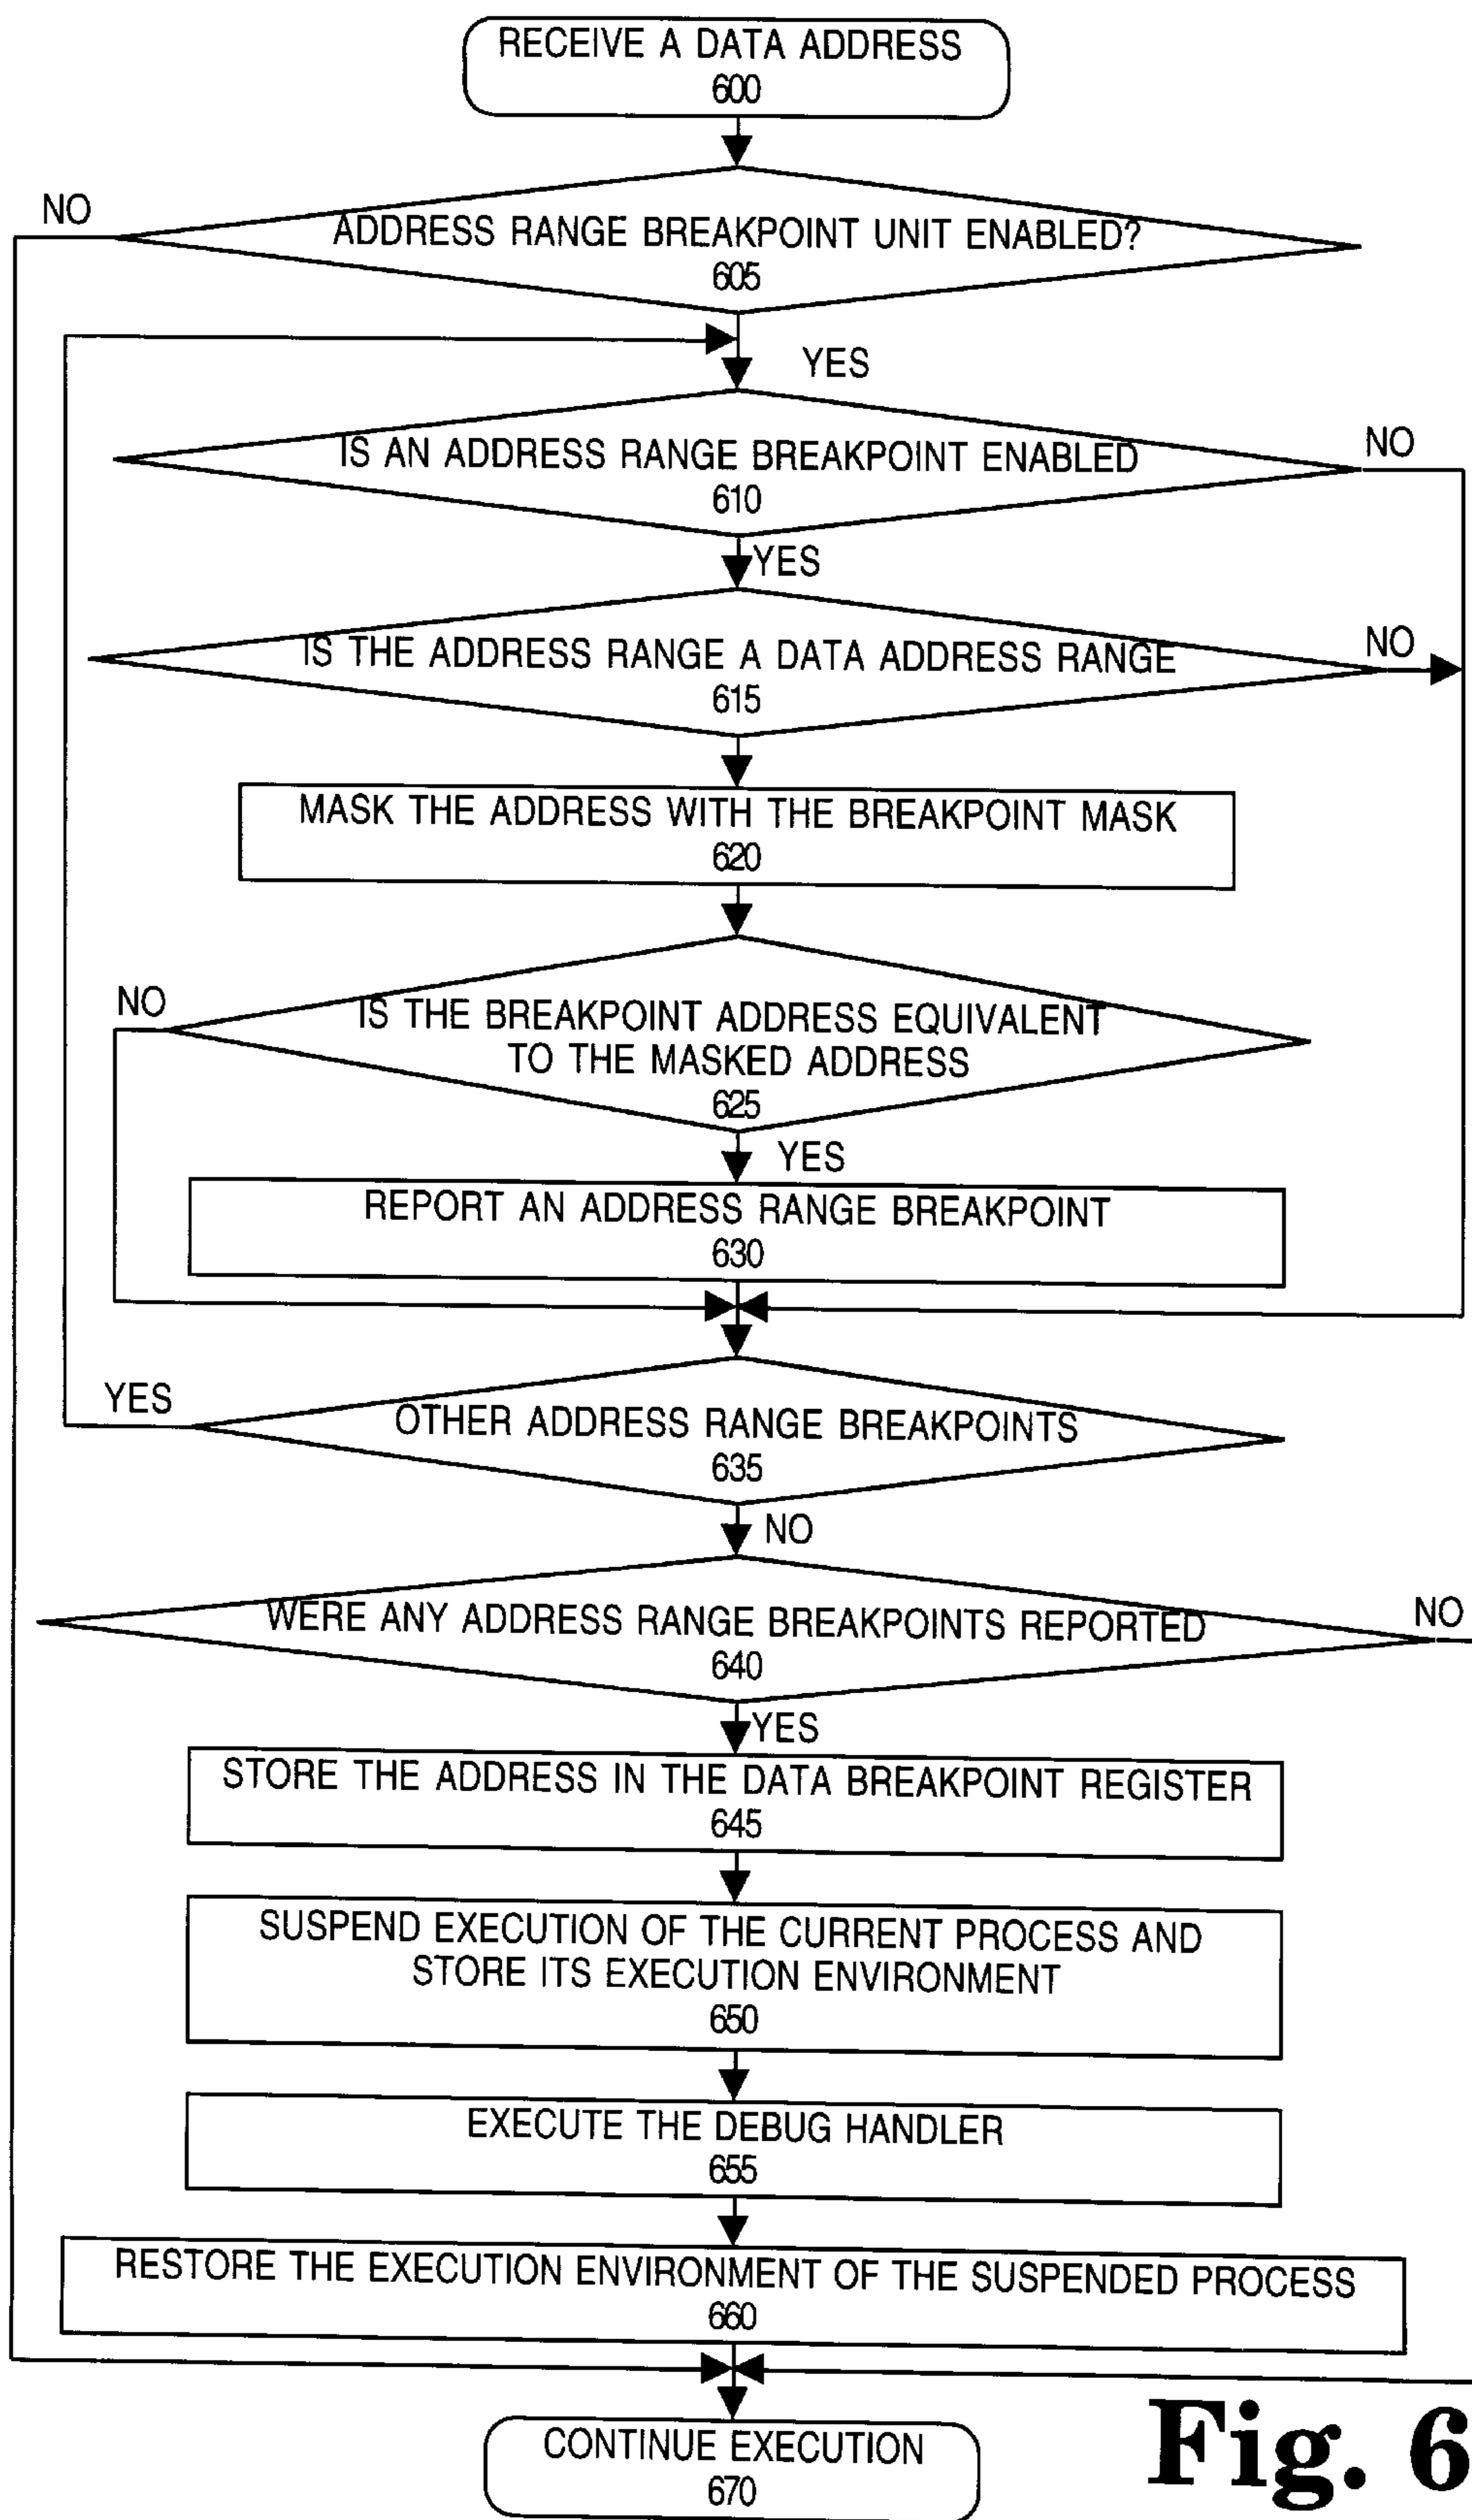 RECEIVE A DATA ADDRESS
600
NO
ADDRESS RANGE BREAKPOINT UNIT ENABLED?
605
YES
IS AN ADDRESS RANGE BREAKPOINT ENABLED
610
NO
YES
IS THE ADDRESS RANGE A DATA ADDRESS RANGE
615
NO
MASK THE ADDRESS WITH THE BREAKPOINT MASK
620
NO
IS THE BREAKPOINT ADDRESS EQUIVALENT
TO THE MASKED ADDRESS
625
YES
REPORT AN ADDRESS RANGE BREAKPOINT
630
YES
OTHER ADDRESS RANGE BREAKPOINTS
635
NO
WERE ANY ADDRESS RANGE BREAKPOINTS REPORTED
640
NO
YES
STORE THE ADDRESS IN THE DATA BREAKPOINT REGISTER
645
SUSPEND EXECUTION OF THE CURRENT PROCESS AND
STORE ITS EXECUTION ENVIRONMENT
650
EXECUTE THE DEBUG HANDLER
655
RESTORE THE EXECUTION ENVIRONMENT OF THE SUSPENDED PROCESS
660
CONTINUE EXECUTION
670
Fig. 6